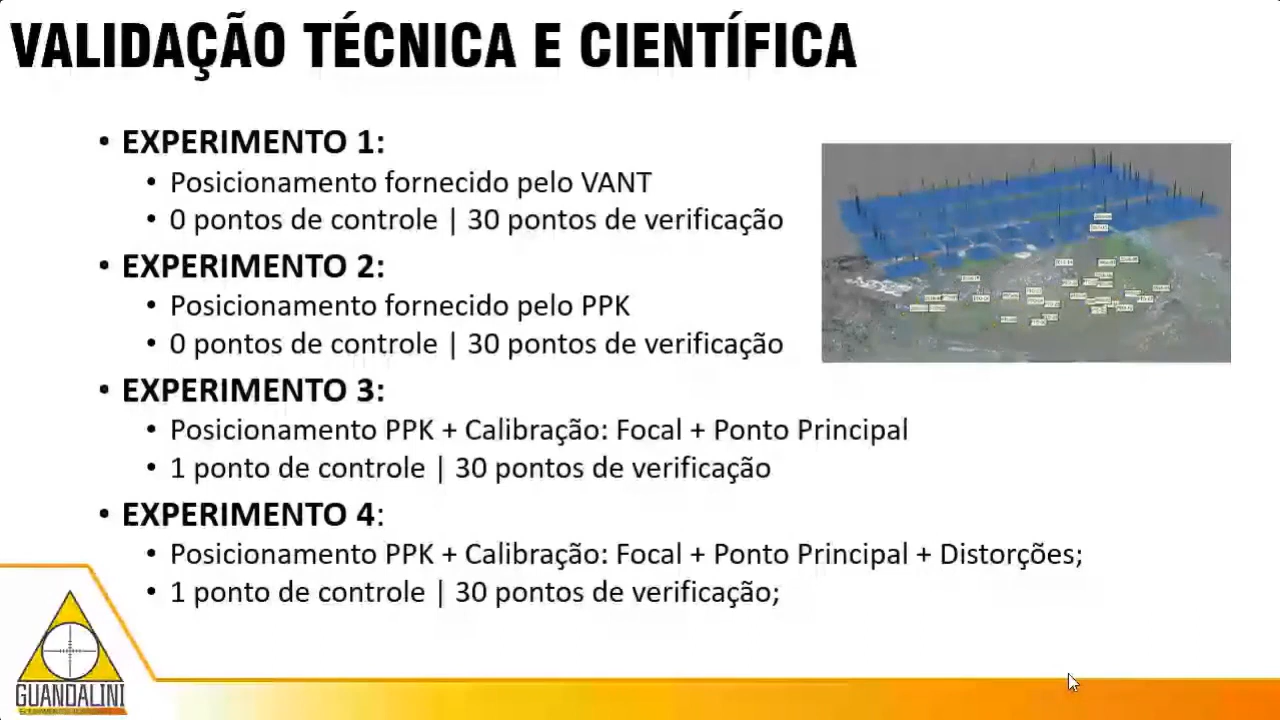 VALIDAÇÃO TÉCNICA E CIENTÍFICA
• EXPERIMENTO 1:
• Posicionamento fornecido pelo VANT
• 0 pontos de controle | 30 pontos de verificação
• EXPERIMENTO 2:
• Posicionamento fornecido pelo PPK
• 0 pontos de controle | 30 pontos de verificação
• EXPERIMENTO 3:
• Posicionamento PPK + Calibração: Focal + Ponto Principal
• 1 ponto de controle | 30 pontos de verificação
• EXPERIMENTO 4:
• Posicionamento PPK + Calibração: Focal + Ponto Principal + Distorções;
• 1 ponto de controle | 30 pontos de verificação;
GUANDALINI